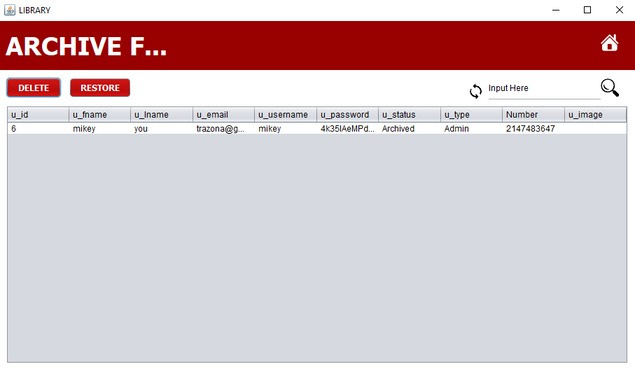 LIBRARY
ARCHIVE F...
DELETE RESTORE Input Here
u_id u_fname u_lname u_email u_username u_password u_status u_type Number u_image
6 mikey you trazona@g... mikey 4k35IAeMPd... Archived Admin 2147483647